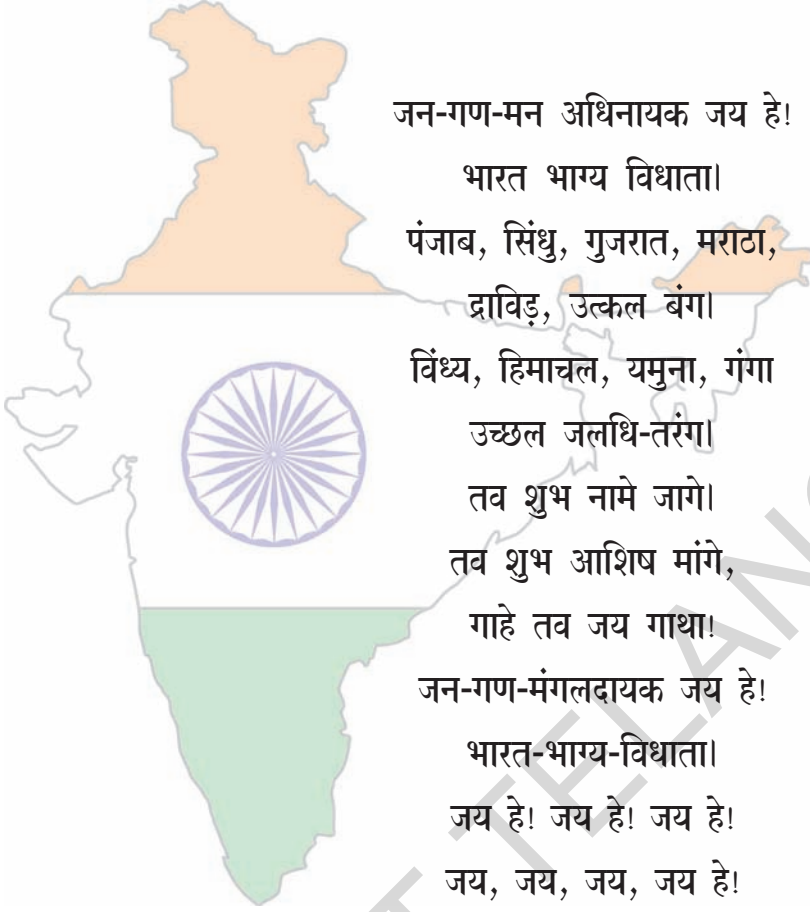 जन-गण-मन अधिनायक जय हे!
भारत भाग्य विधाता।
पंजाब, सिंधु, गुजरात, मराठा,
द्राविड़, उत्कल बंग।
विंध्य, हिमाचल, यमुना, गंगा
उच्छल जलधि-तरंग।
तव शुभ नामे जागे।
तव शुभ आशिष मांगे,
गाहे तव जय गाथा!
जन-गण-मंगलदायक जय हे!
भारत-भाग्य-विधाता।
जय हे! जय हे! जय हे!
जय, जय, जय, जय हे!